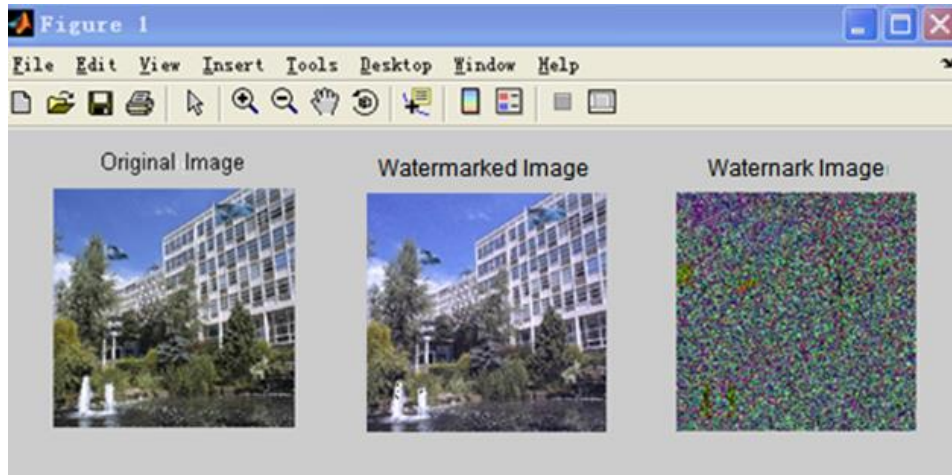 Figure 1
File Edit View Insert Tools Desktop Window Help
Original Image
Watermarked Image
Waternark Image